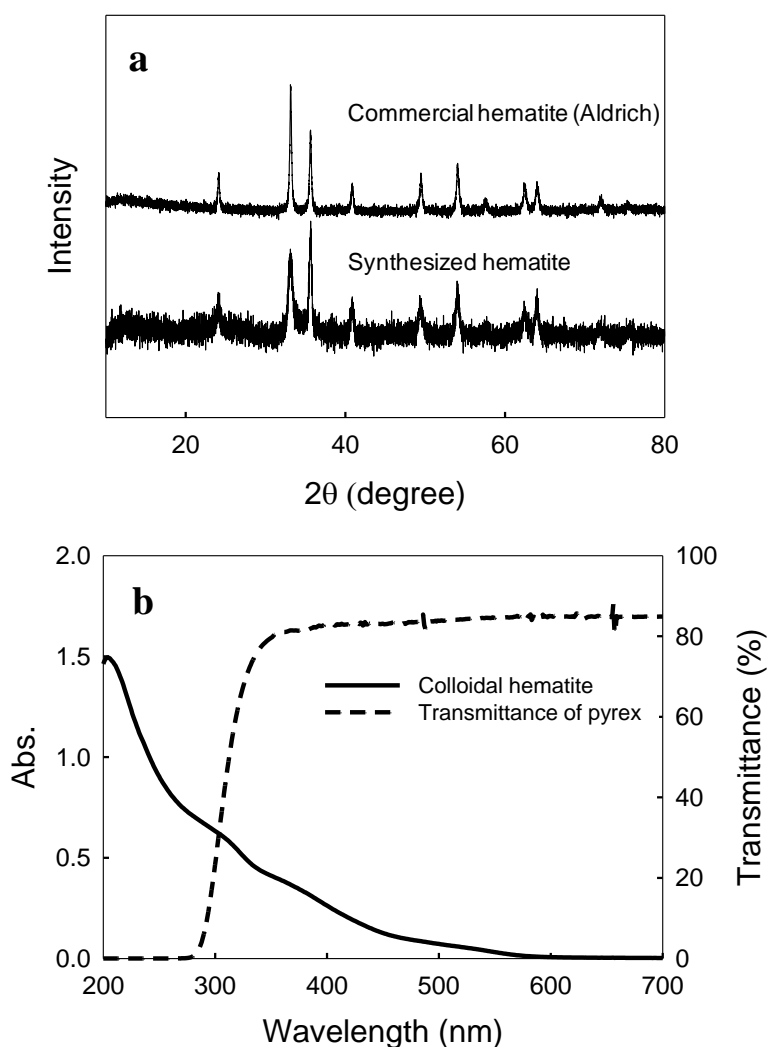 a
Commercial hematite (Aldrich)
Synthesized hematite
Intensity
20 40 60 80
2θ (degree)
b
2.0
1.5
1.0
0.5
0.0
Abs.
Colloidal hematite
Transmittance of pyrex
100
80
60
40
20
0
Transmittance (%)
200 300 400 500 600 700
Wavelength (nm)